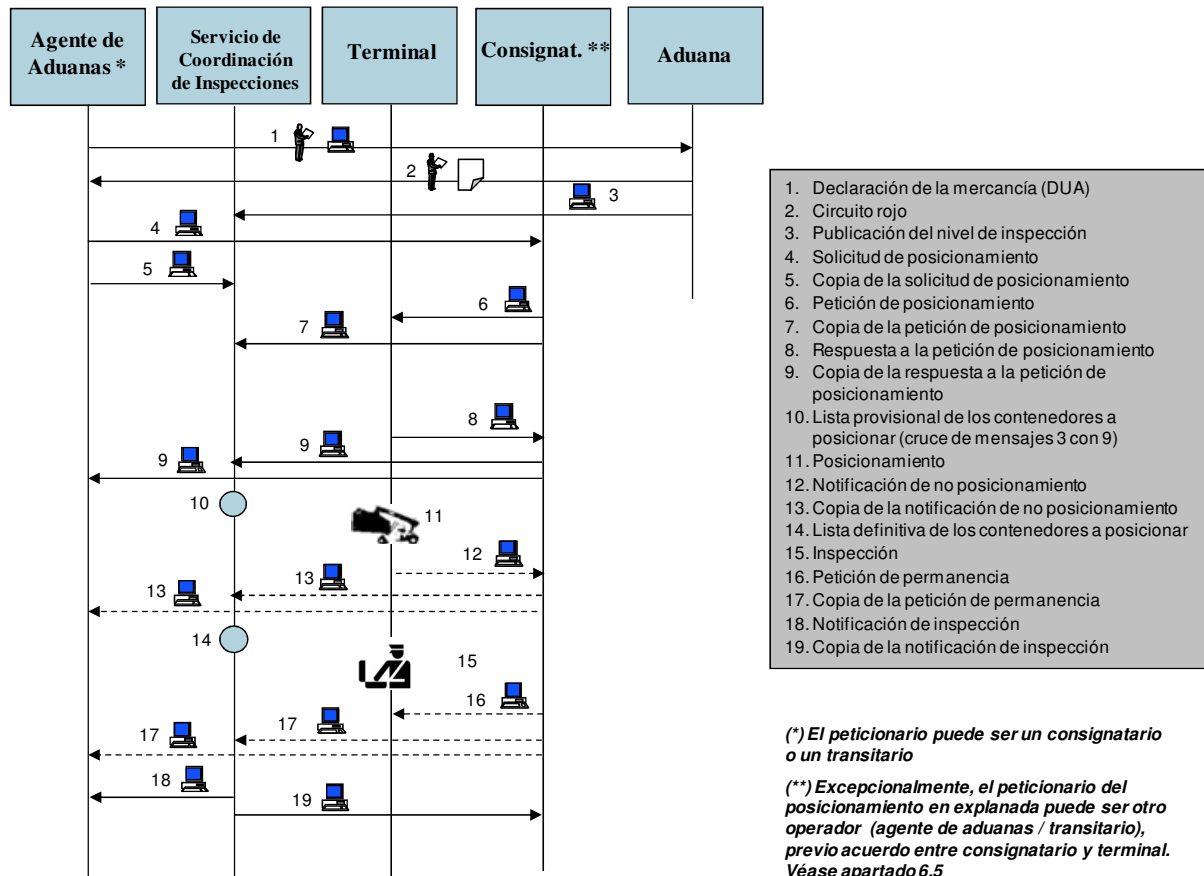 Agente de
Aduanas *
Servicio de
Coordinación
de Inspecciones
Terminal
Consignat. **
Aduana
1
2
3
4
5
6
7
8
9
9
10
11
12
13
13
14
15
16
17
17
18
19
1. Declaración de la mercancía (DUA)
2. Circuito rojo
3. Publicación del nivel de inspección
4. Solicitud de posicionamiento
5. Copia de la solicitud de posicionamiento
6. Petición de posicionamiento
7. Copia de la petición de posicionamiento
8. Respuesta a la petición de posicionamiento
9. Copia de la respuesta a la petición de
posicionamiento
10. Lista provisional de los contenedores a
posicionar (cruce de mensajes 3 con 9)
11. Posicionamiento
12. Notificación de no posicionamiento
13. Copia de la notificación de no posicionamiento
14. Lista definitiva de los contenedores a posicionar
15. Inspección
16. Petición de permanencia
17. Copia de la petición de permanencia
18. Notificación de inspección
19. Copia de la notificación de inspección
(*) El peticionario puede ser un consignatario
o un transitario
(**) Excepcionalmente, el peticionario del
posicionamiento en explanada puede ser otro
operador (agente de aduanas / transitario),
previo acuerdo entre consignatario y terminal.
Véase apartado 6.5